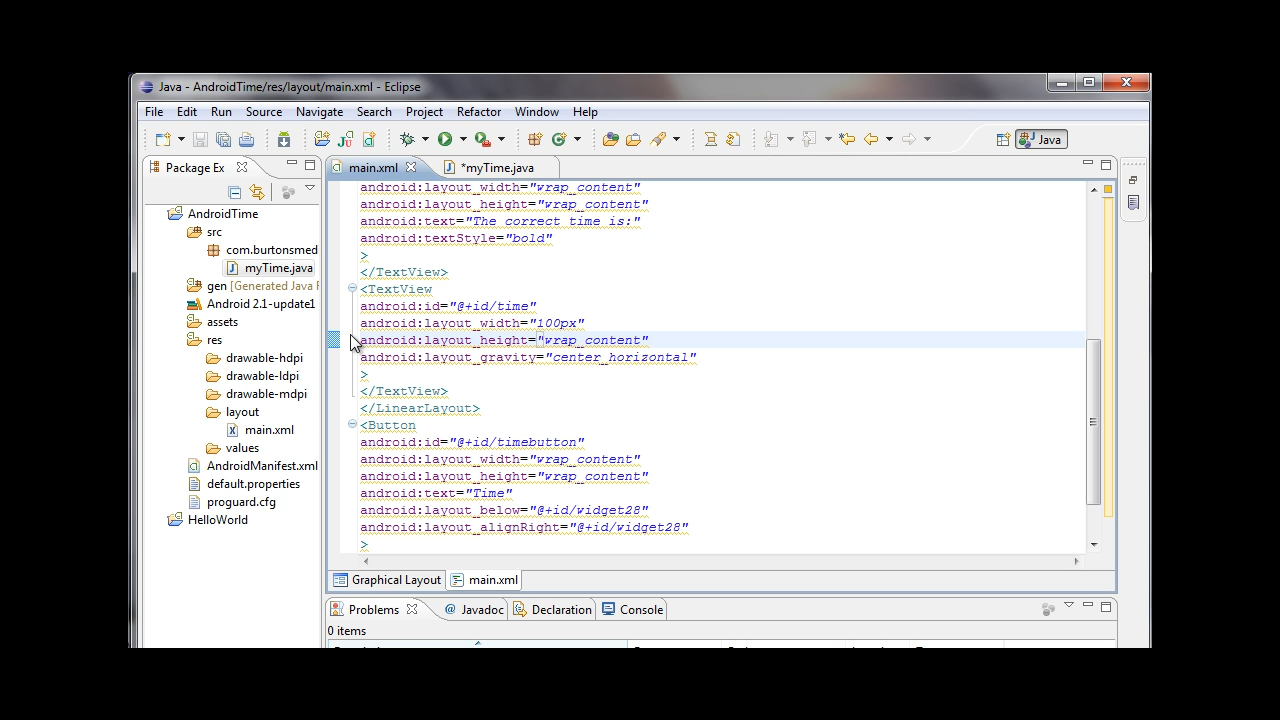 Java - AndroidTime/res/layout/main.xml - Eclipse
File Edit Run Source Navigate Search Project Refactor Window Help
Java
Package Ex
main.xml
*myTime.java
AndroidTime
src
com.burtonsmed
myTime.java
gen [Generated Java F
Android 2.1-update1
assets
res
drawable-hdpi
drawable-ldpi
drawable-mdpi
layout
main.xml
values
AndroidManifest.xml
default.properties
proguard.cfg
HelloWorld
android:layout_width="wrap_content"
android:layout_height="wrap_content"
android:text="The correct time is:"
android:textStyle="bold"
>
</TextView>
<TextView
android:id="@+id/time"
android:layout_width="100px"
android:layout_height="wrap_content"
android:layout_gravity="center_horizontal"
>
</TextView>
</LinearLayout>
<Button
android:id="@+id/timebutton"
android:layout_width="wrap_content"
android:layout_height="wrap_content"
android:text="Time"
android:layout_below="@+id/widget28"
android:layout_alignRight="@+id/widget28"
>
Graphical Layout
main.xml
Problems
Javadoc
Declaration
Console
0 items